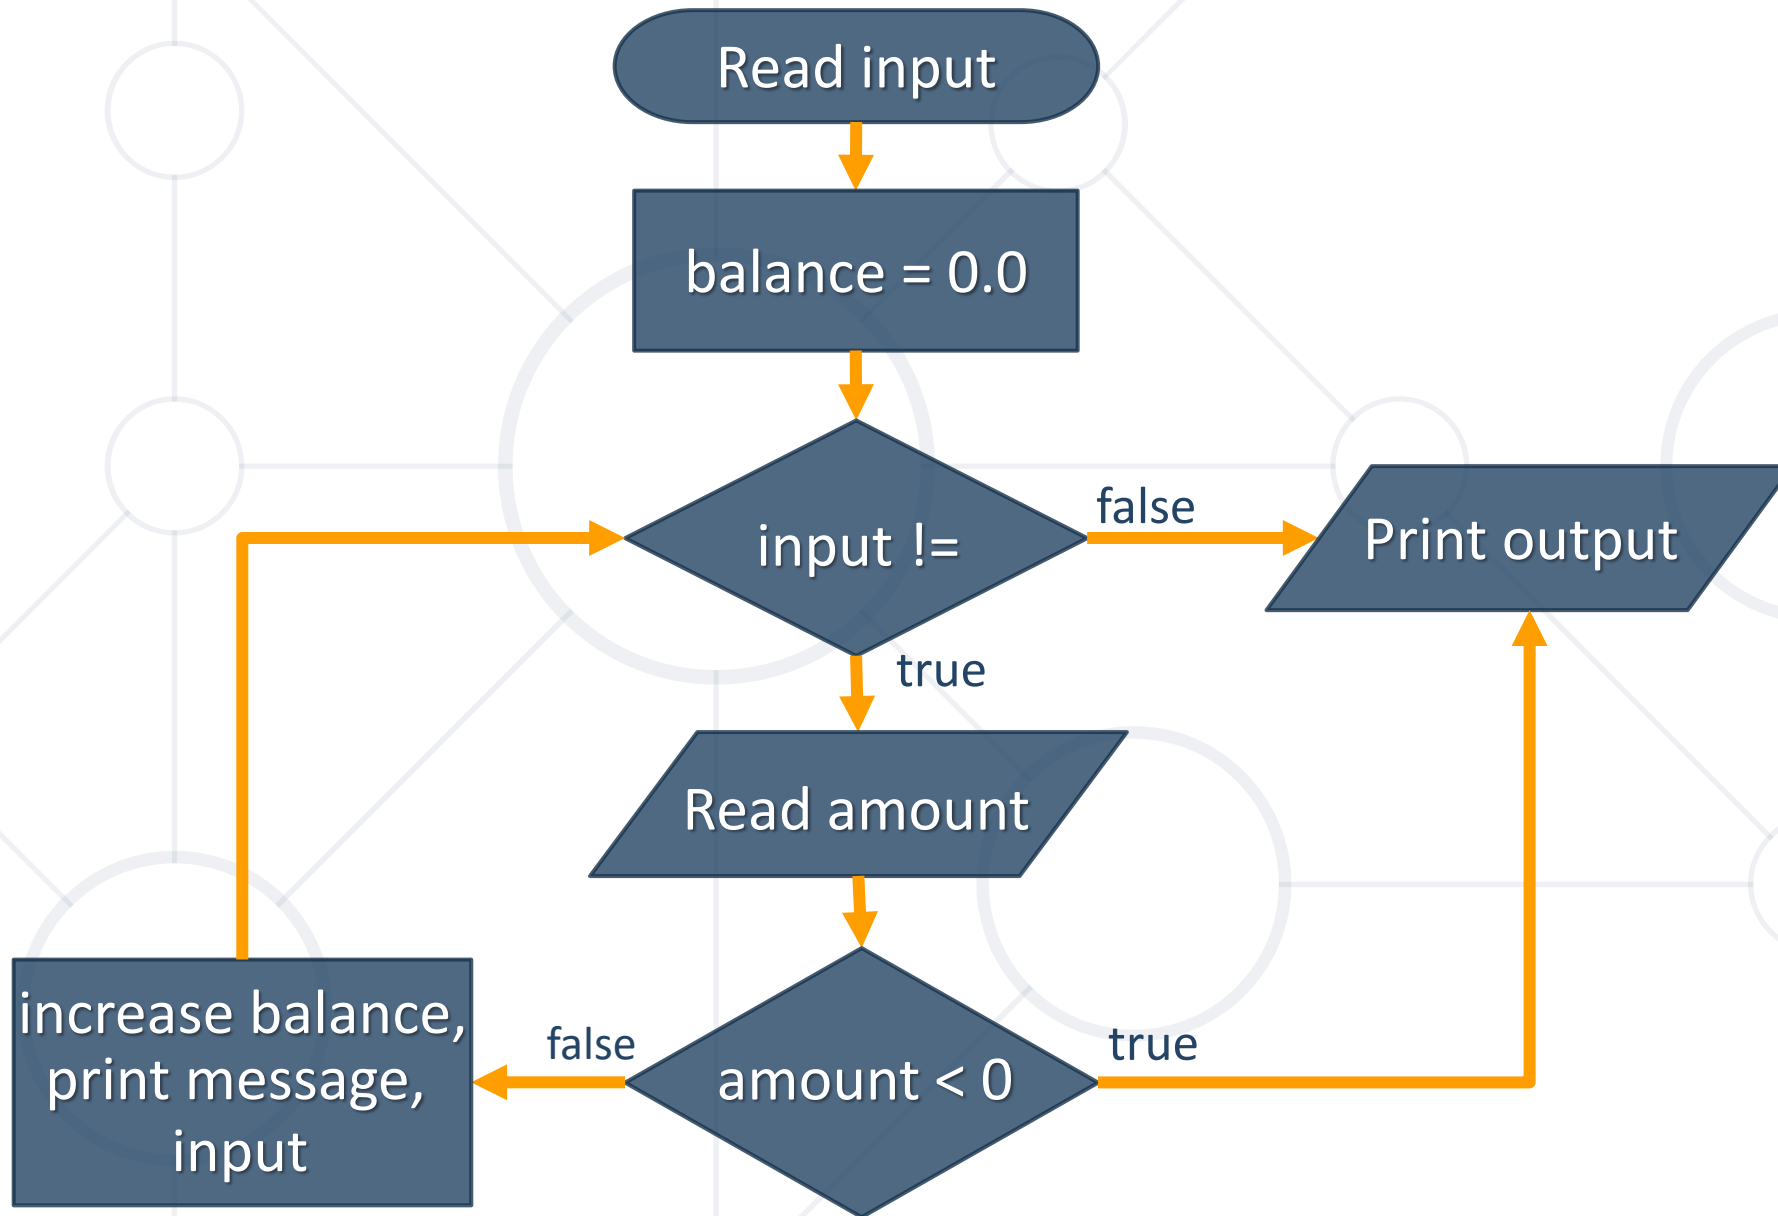 Read input
balance = 0.0
input !=
false
Print output
true
Read amount
increase balance,
print message,
input
false
amount < 0
true